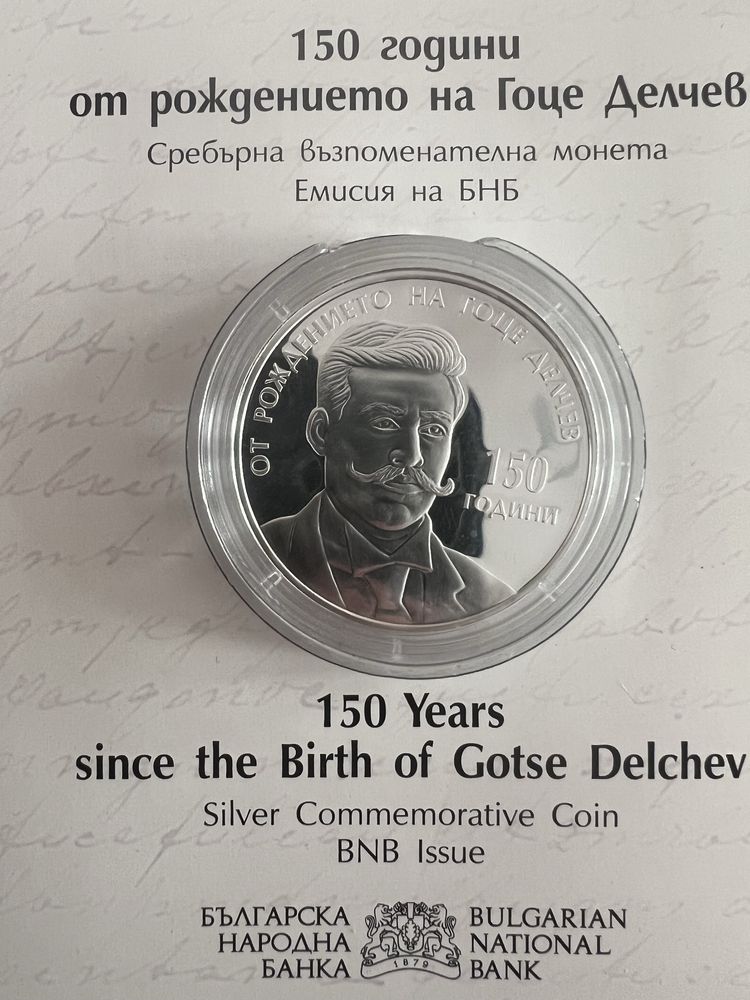 150 години
от рождението на Гоце Делчев
Сребърна възпоменателна монета
Емисия на БНБ
ОТ РОЖДЕНИЕТО НА ГОЦЕ ДЕЛЧЕВ
150
ГОДИНИ
150 Years
since the Birth of Gotse Delchev
Silver Commemorative Coin
BNB Issue
БЪЛГАРСКА
НАРОДНА
БАНКА
1879
BULGARIAN
NATIONAL
BANK